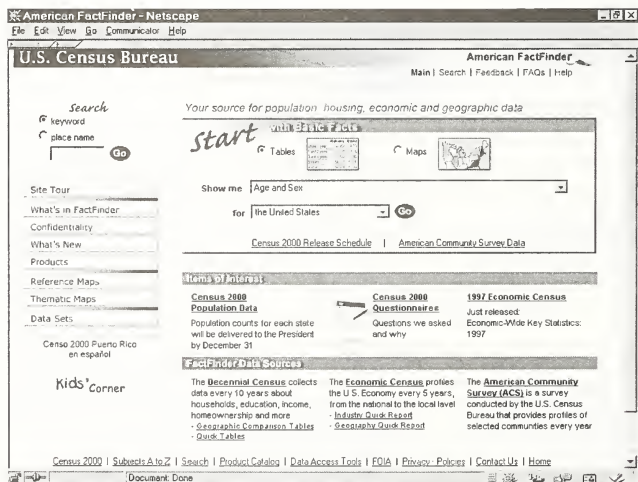 American FactFinder - Netscape
File Edit View Go Communicator Help
U.S. Census Bureau
American FactFinder
Main | Search | Feedback | FAQs | Help
Search
keyword
place name
Go
Your source for population housing, economic and geographic data
start with Basic Facts
Tables
Maps
Show me Age and Sex
for the United States
Go
Census 2000 Release Schedule | American Community Survey Data
Site Tour
What's in FactFinder
Confidentiality
What's New
Products
Reference Maps
Thematic Maps
Data Sets
Censo 2000 Puerto Rico
en español
Kids' Corner
Items of Interest
Census 2000
Population Data
Population counts for each state
will be delivered to the President
by December 31
Census 2000
Questionnaires
Questions we asked
and why
1997 Economic Census
Just released:
Economic-Wide Key Statistics:
1997
FactFinder Data Sources
The Decennial Census collects
data every 10 years about
households, education, income,
homeownership and more
- Geographic Comparison Tables
- Quick Tables
The Economic Census profiles
the U.S. Economy every 5 years,
from the national to the local level
- Industry Quick Report
- Geography Quick Report
The American Community
Survey (ACS) is a survey
conducted by the U.S. Census
Bureau that provides profiles of
selected communities every year
Census 2000 | Subjects A to Z | Search | Product Catalog | Data Access Tools | FOIA | Privacy · Policies | Contact Us | Home
Document: Done